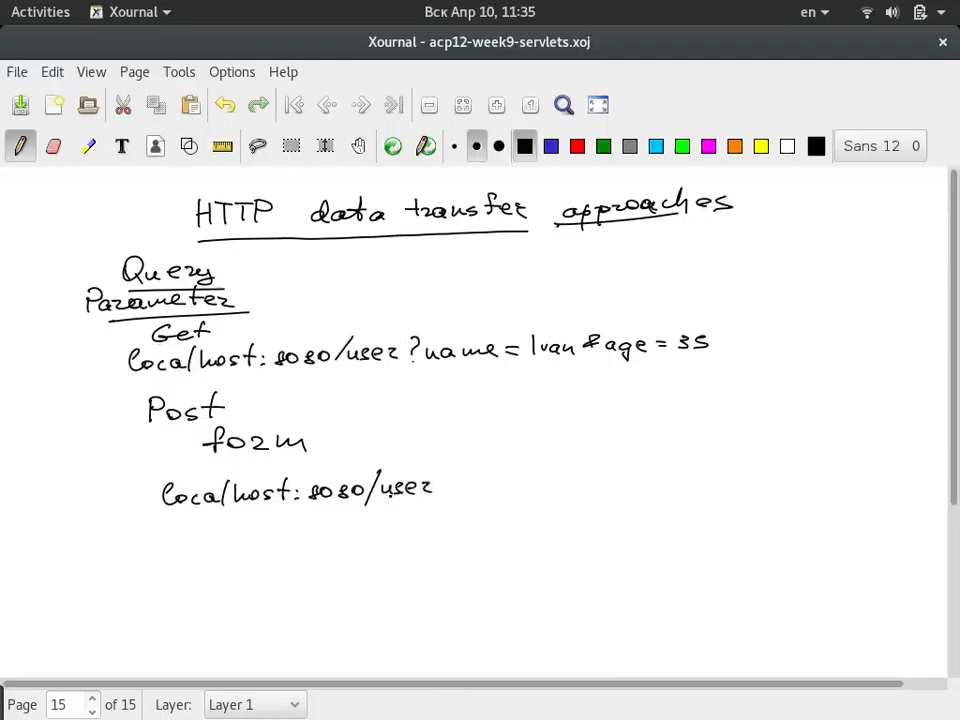 Activities Xournal Вск Апр 10, 11:35 en
Xournal - acp12-week9-servlets.xoj
File Edit View Page Tools Options Help
Sans 12 0
HTTP data transfer approaches
Query
Parameter
Get
localhost:8080/user?name=Ivan&age=35
Post
form
localhost:8080/user
Page 15 of 15 Layer: Layer 1